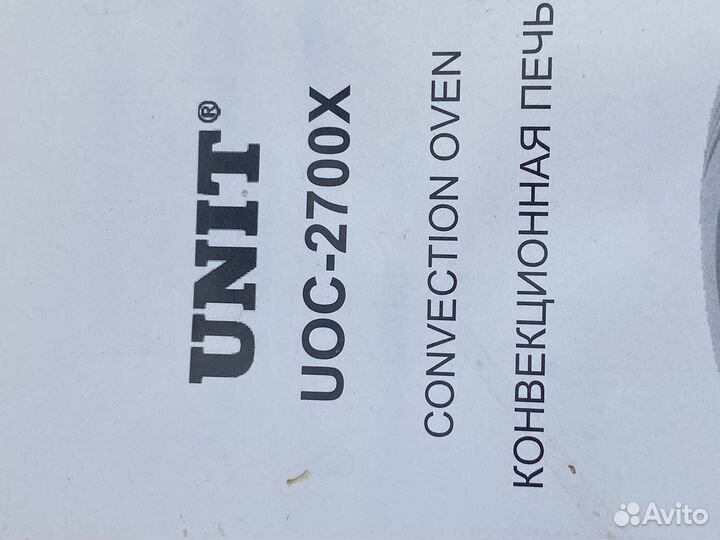 UNIT®
UOC-2700X
CONVECTION OVEN
КОНВЕКЦИОННАЯ ПЕЧЬ
Avito